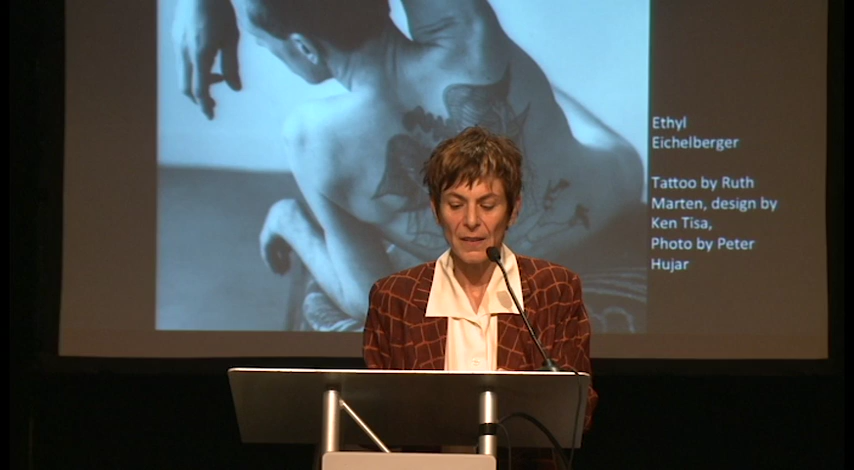 Ethyl
Eichelberger
Tattoo by Ruth
Marten, design by
Ken Tisa,
Photo by Peter
Hujar